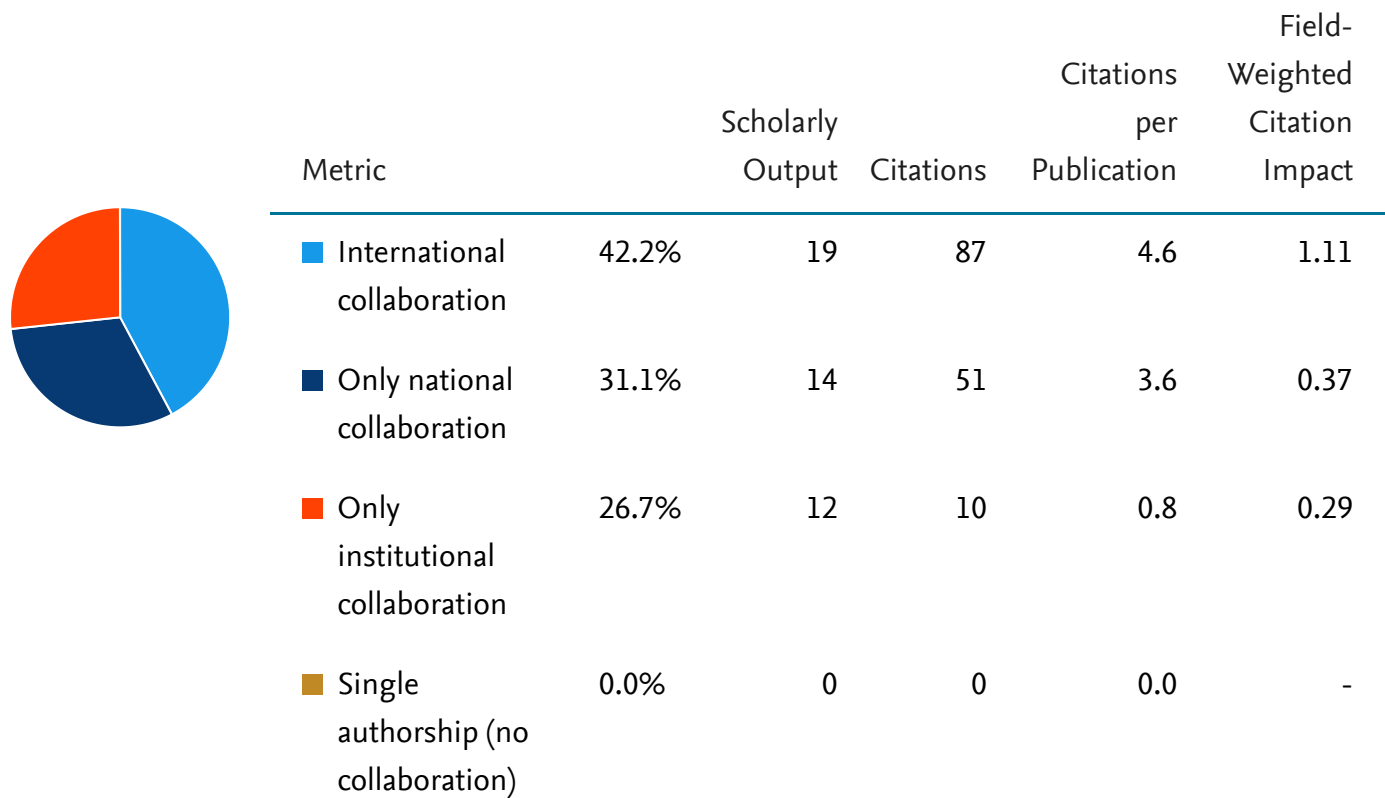 Metric
Scholarly
Output
Citations
Citations
per
Publication
Field-
Weighted
Citation
Impact
International
collaboration
42.2% 19 87 4.6 1.11
Only national
collaboration
31.1% 14 51 3.6 0.37
Only
institutional
collaboration
26.7% 12 10 0.8 0.29
Single
authorship (no
collaboration)
0.0% 0 0 0.0 -